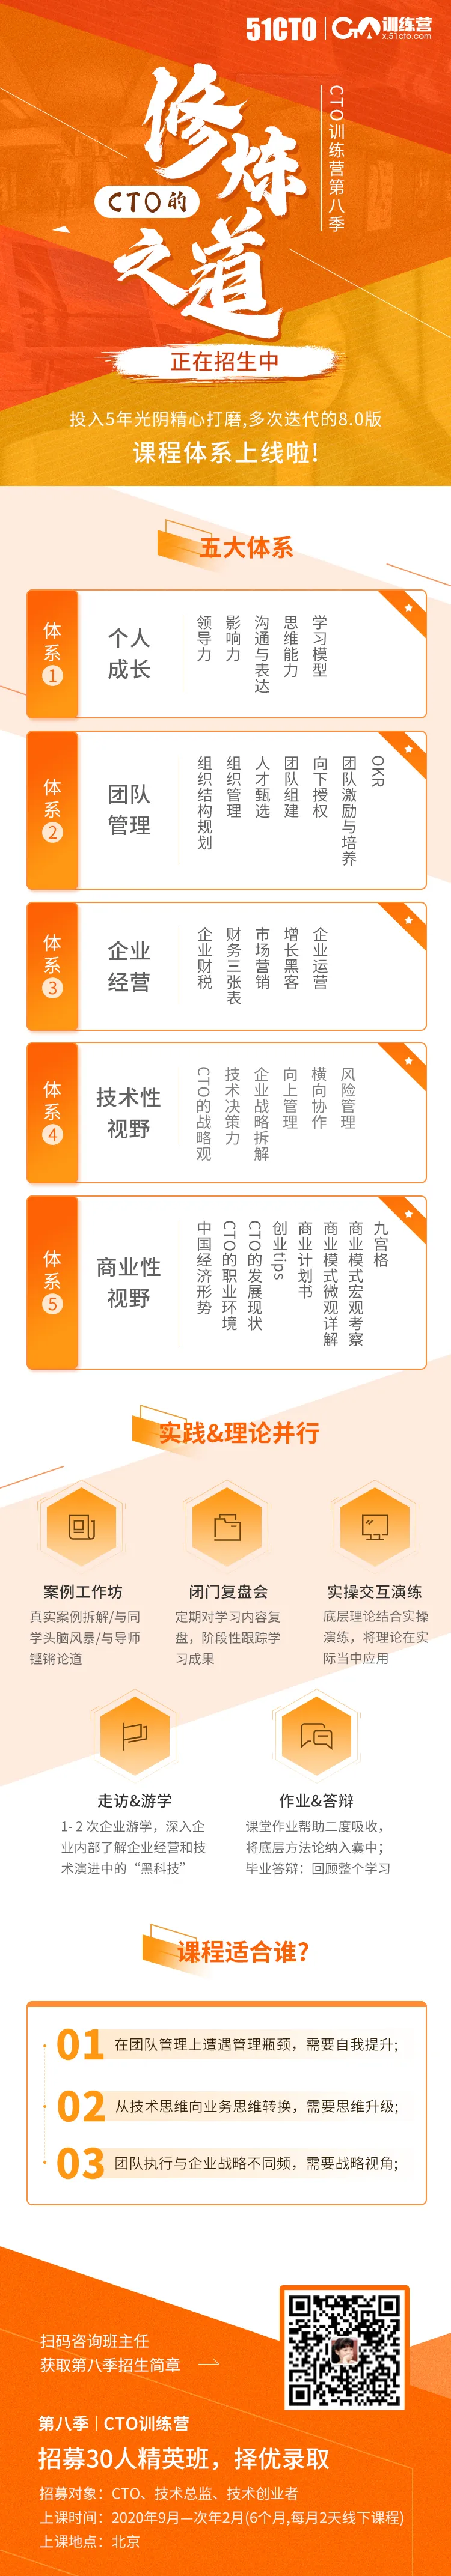 51CTO
CTO训练营
x.51cto.com
CTO训练营第八季
修炼
CTO的
之道
正在招生中
投入5年光阴精心打磨,多次迭代的8.0版
课程体系上线啦!
五大体系
体系1
个人
成长
领导力
影响力
沟通与表达
思维能力
学习模型
体系2
团队
管理
组织结构规划
组织管理
人才甄选
团队组建
向下授权
团队激励与培养
OKR
体系3
企业
经营
企业财税
财务三张表
市场营销
增长黑客
企业运营
体系4
技术性
视野
CTO的战略观
技术决策力
企业战略拆解
向上管理
横向协作
风险管理
体系5
商业性
视野
中国经济形势
CTO的职业环境
CTO的发展现状
创业tips
商业计划书
商业模式微观详解
商业模式宏观考察
九宫格
实践&理论并行
案例工作坊
真实案例拆解/与同
学头脑风暴/与导师
铿锵论道
闭门复盘会
定期对学习内容复
盘，阶段性跟踪学
习成果
实操交互演练
底层理论结合实操
演练，将理论在实
际当中应用
走访&游学
1- 2 次企业游学，深入企
业内部了解企业经营和技
术演进中的“黑科技”
作业&答辩
课堂作业帮助二度吸收，
将底层方法论纳入囊中；
毕业答辩：回顾整个学习
课程适合谁?
01 在团队管理上遭遇管理瓶颈，需要自我提升;
02 从技术思维向业务思维转换，需要思维升级;
03 团队执行与企业战略不同频，需要战略视角;
扫码咨询班主任
获取第八季招生简章
第八季|CTO训练营
招募30人精英班，择优录取
招募对象：CTO、技术总监、技术创业者
上课时间：2020年9月—次年2月(6个月,每月2天线下课程)
上课地点：北京